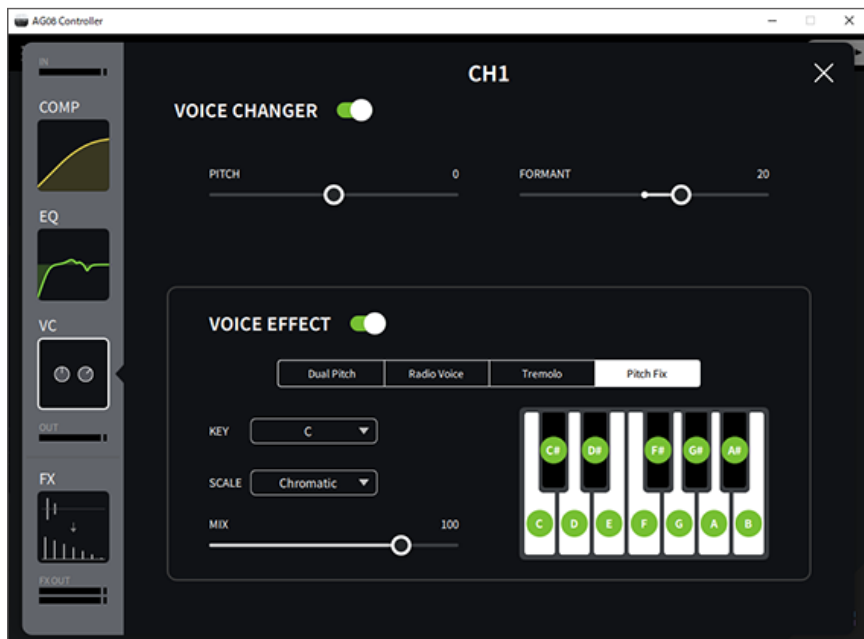 AG08 Controller
IN
COMP
EQ
VC
OUT
FX
FX OUT
CH1
VOICE CHANGER
PITCH 0
FORMANT 20
VOICE EFFECT
Dual Pitch Radio Voice Tremolo Pitch Fix
KEY C
SCALE Chromatic
MIX 100
C# D# F# G# A#
C D E F G A B